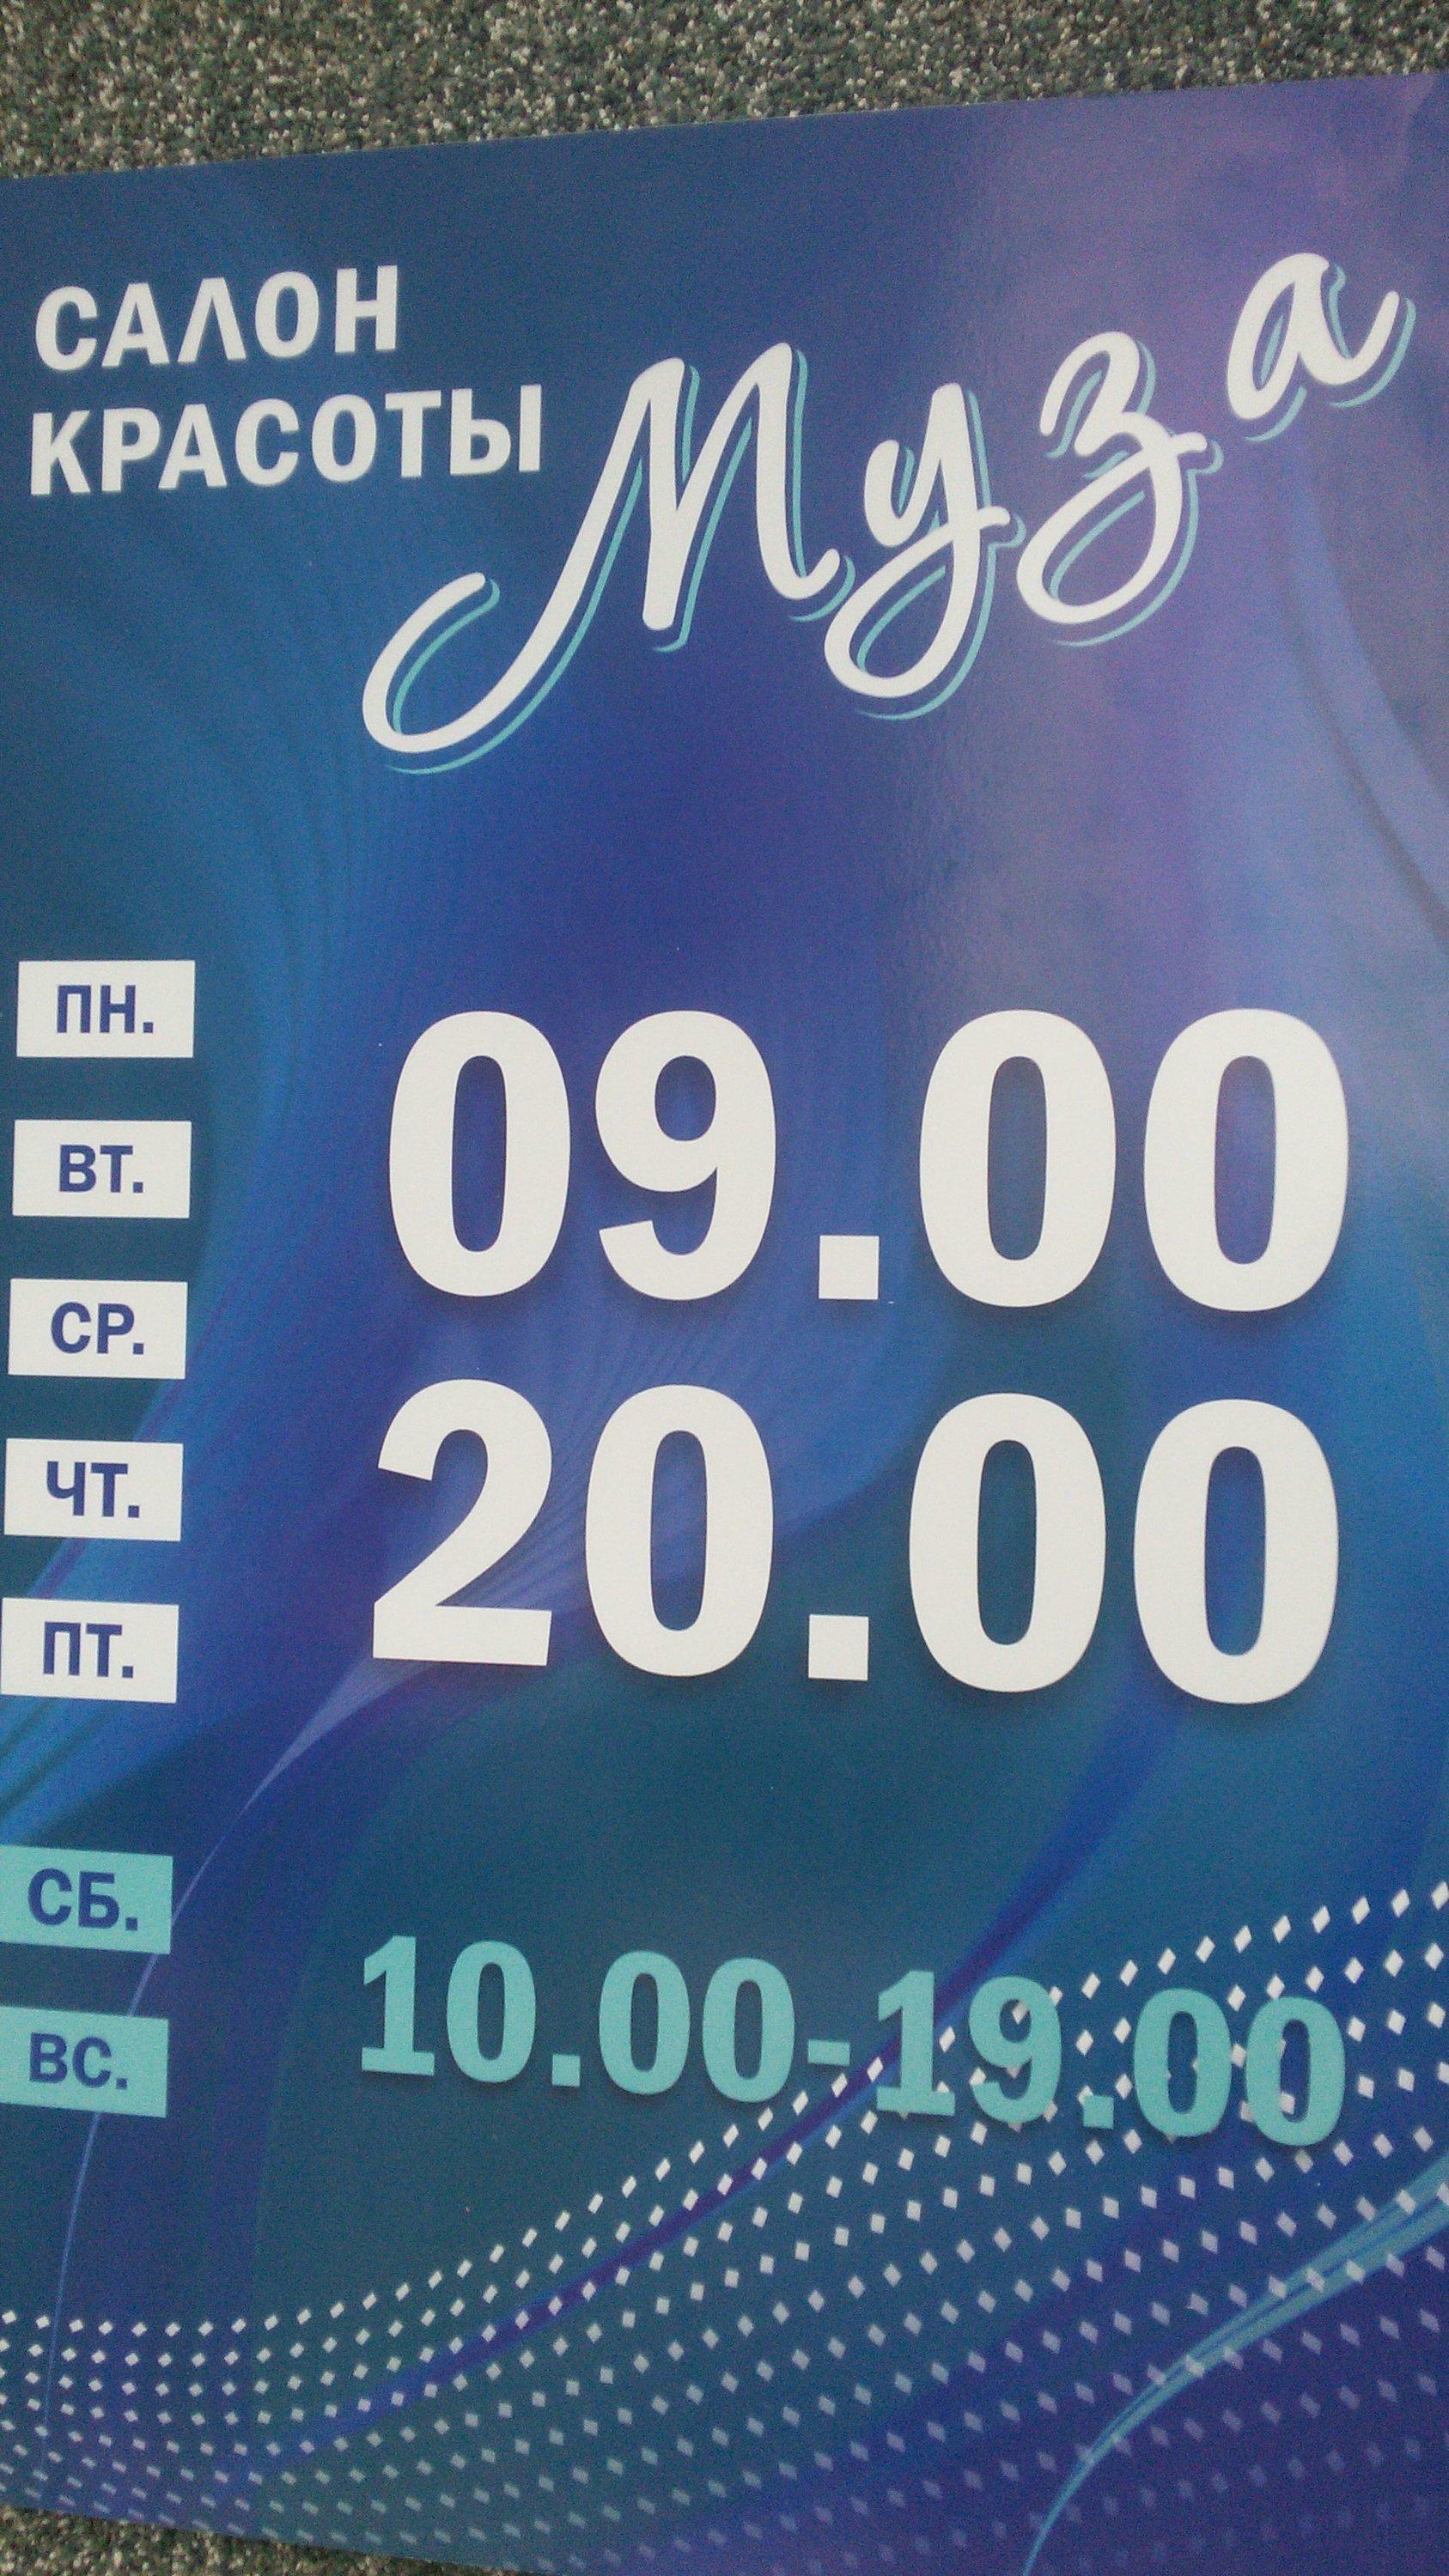 САЛОН
КРАСОТЫ
Муза
ПН.
ВТ.
СР.
ЧТ.
ПТ.
09.00
20.00
СБ.
ВС.
10.00-19.00